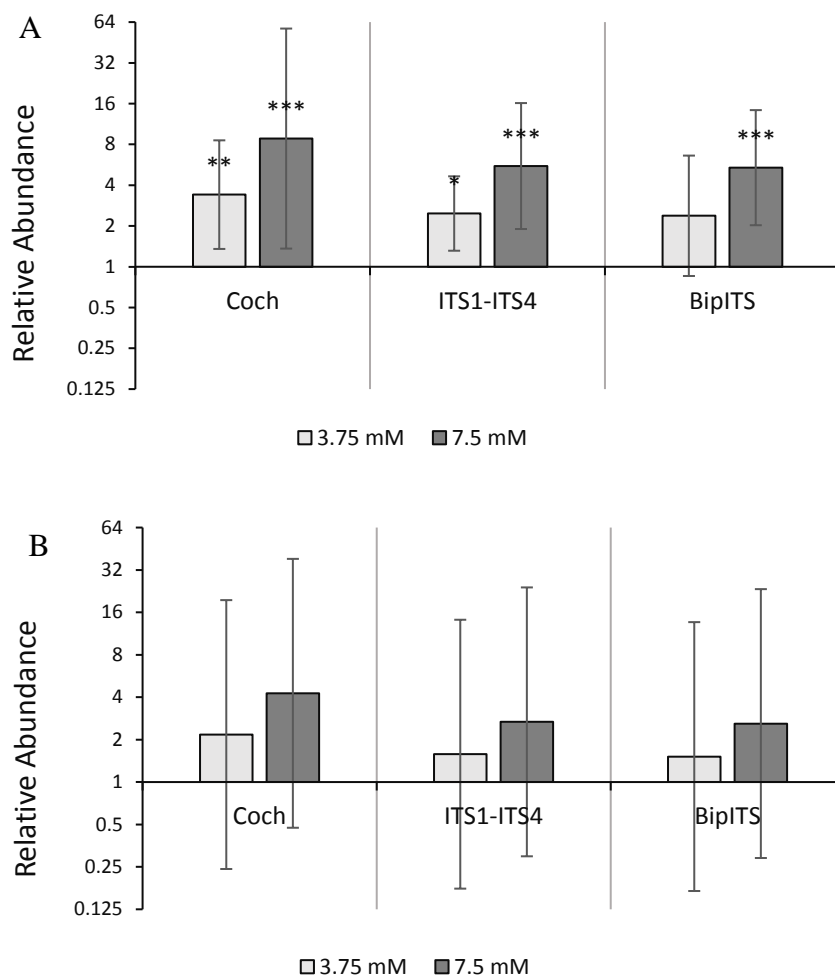 A
Relative Abundance
64
32
16
8
4
2
1
0.5
0.25
0.125
** *** * *** ***
Coch ITS1-ITS4 BipITS
3.75 mM 7.5 mM
B
Relative Abundance
64
32
16
8
4
2
1
0.5
0.25
0.125
Coch ITS1-ITS4 BipITS
3.75 mM 7.5 mM